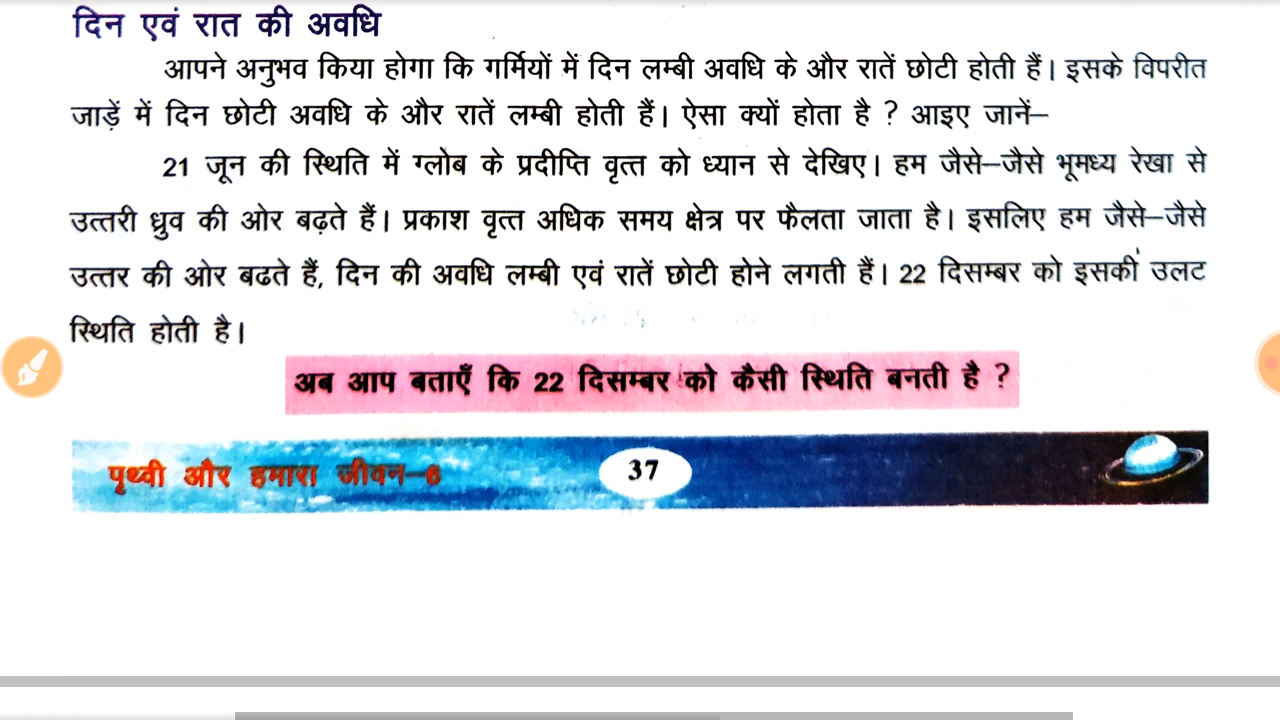 दिन एवं रात की अवधि
आपने अनुभव किया होगा कि गर्मियों में दिन लम्बी अवधि के और रातें छोटी होती हैं। इसके विपरीत
जाड़ें में दिन छोटी अवधि के और रातें लम्बी होती हैं। ऐसा क्यों होता है ? आइए जानें–
21 जून की स्थिति में ग्लोब के प्रदीप्ति वृत्त को ध्यान से देखिए। हम जैसे–जैसे भूमध्य रेखा से
उत्तरी ध्रुव की ओर बढ़ते हैं। प्रकाश वृत्त अधिक समय क्षेत्र पर फैलता जाता है। इसलिए हम जैसे–जैसे
उत्तर की ओर बढते हैं, दिन की अवधि लम्बी एवं रातें छोटी होने लगती हैं। 22 दिसम्बर को इसकी उलट
स्थिति होती है।
अब आप बताएँ कि 22 दिसम्बर को कैसी स्थिति बनती है ?
पृथ्वी और हमारा जीवन–6
37